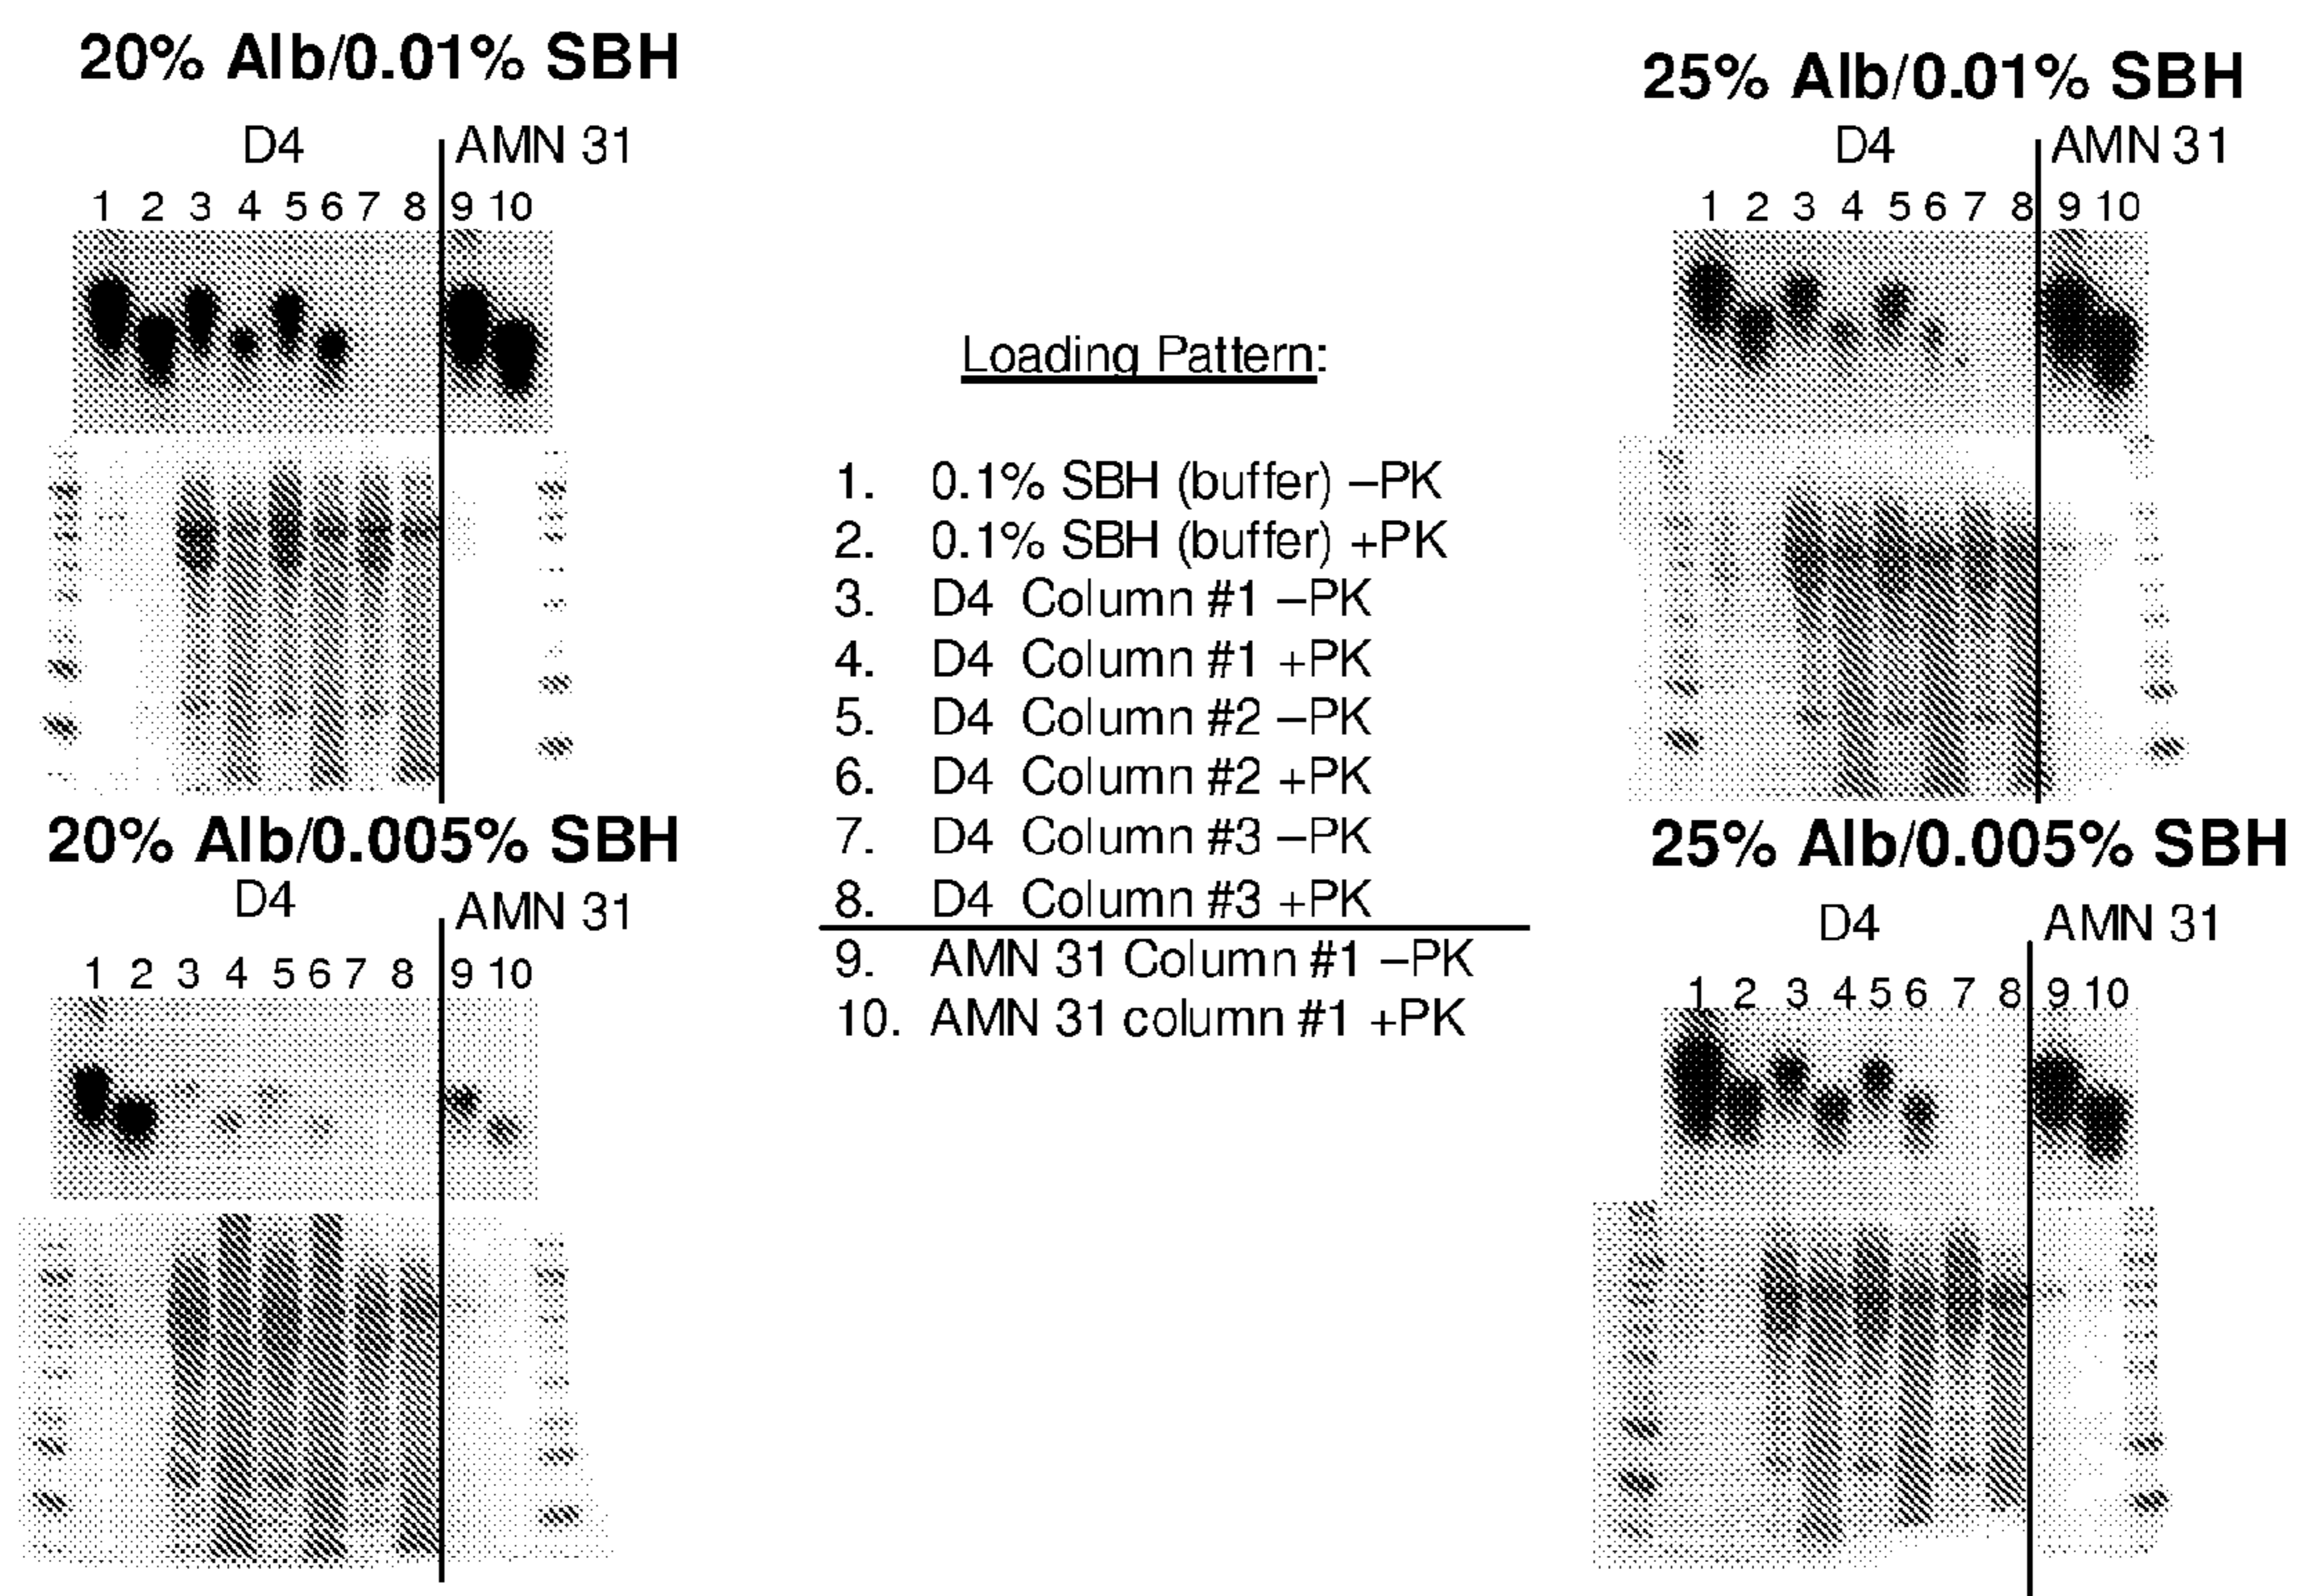 20% Alb/0.01% SBH
D4 AMN 31
1 2 3 4 5 6 7 8 9 10
25% Alb/0.01% SBH
D4 AMN 31
1 2 3 4 5 6 7 8 9 10
Loading Pattern:
1. 0.1% SBH (buffer) –PK
2. 0.1% SBH (buffer) +PK
3. D4 Column #1 –PK
4. D4 Column #1 +PK
5. D4 Column #2 –PK
6. D4 Column #2 +PK
7. D4 Column #3 –PK
8. D4 Column #3 +PK
9. AMN 31 Column #1 –PK
10. AMN 31 column #1 +PK
20% Alb/0.005% SBH
D4 AMN 31
1 2 3 4 5 6 7 8 9 10
25% Alb/0.005% SBH
D4 AMN 31
1 2 3 4 5 6 7 8 9 10